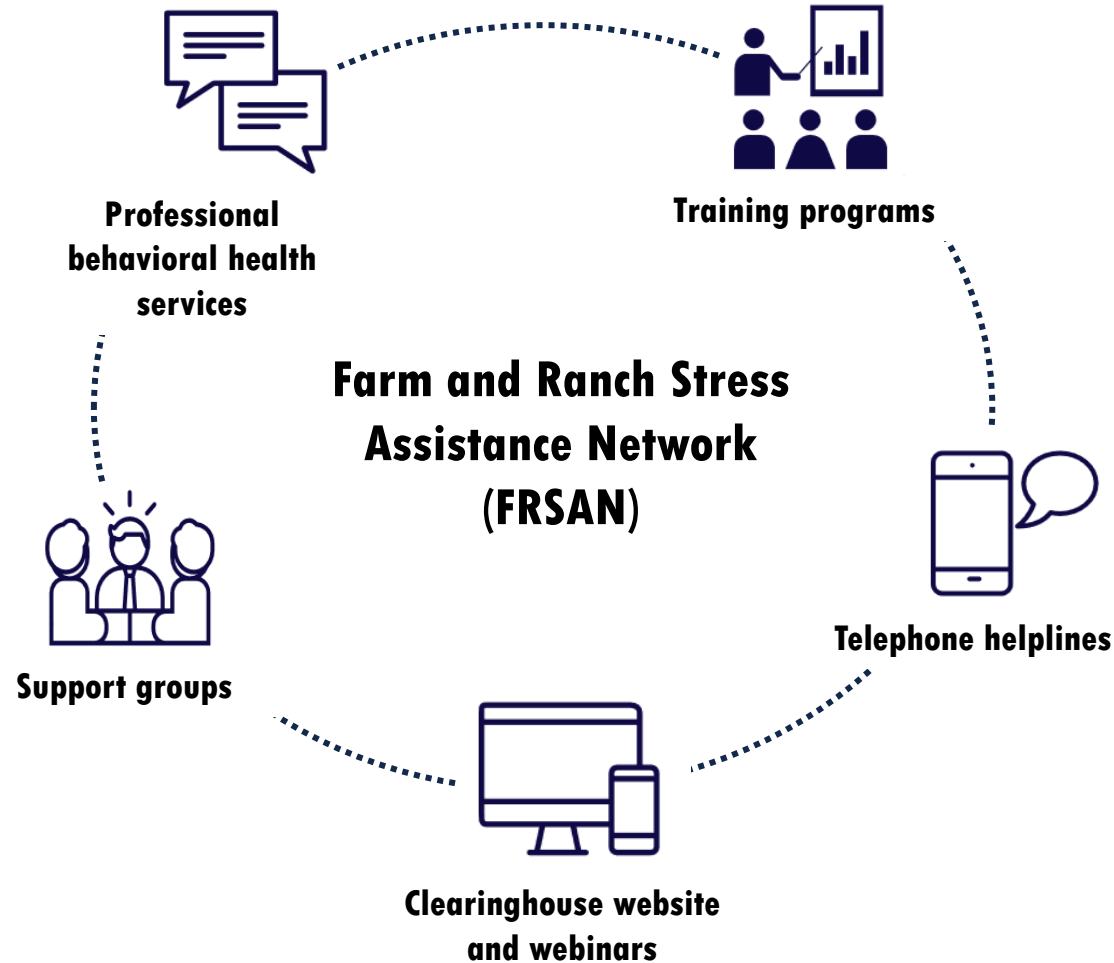 Professional
behavioral health
services
Training programs
Farm and Ranch Stress
Assistance Network
(FRSAN)
Telephone helplines
Support groups
Clearinghouse website
and webinars